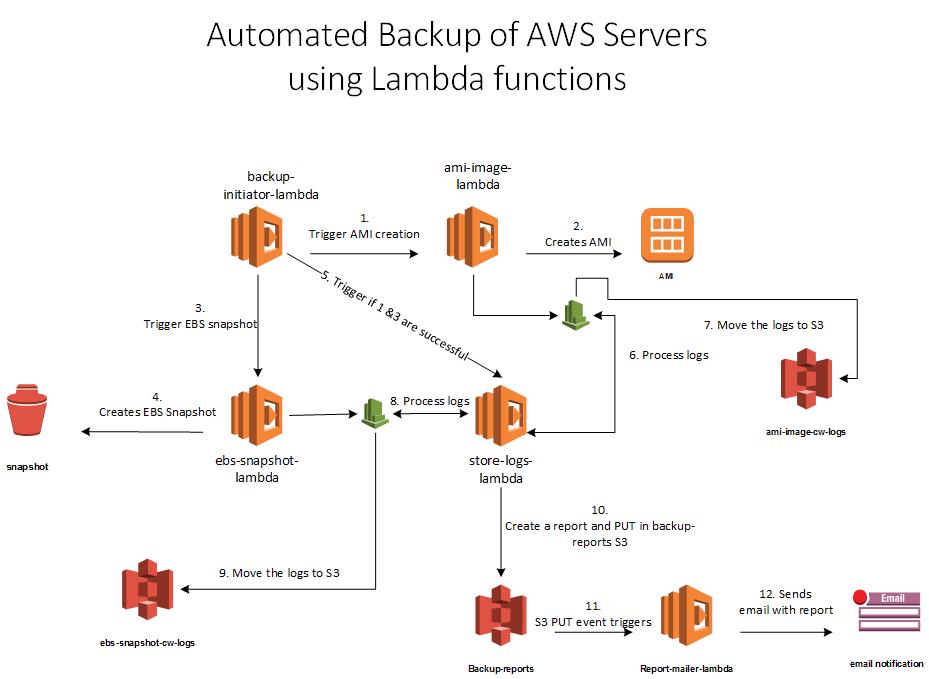 Automated Backup of AWS Servers
using Lambda functions
backup-
initiator-lambda
ami-image-
lambda
1.
Trigger AMI creation
2.
Creates AMI
AMI
5. Trigger if 1 &3 are successful
3.
Trigger EBS snapshot
7. Move the logs to S3
6. Process logs
ami-image-cw-logs
4.
Creates EBS Snapshot
snapshot
8. Process logs
ebs-snapshot-
lambda
store-logs-
lambda
10.
Create a report and PUT in backup-
reports S3
9. Move the logs to S3
ebs-snapshot-cw-logs
11.
S3 PUT event triggers
12. Sends
email with report
Email
Backup-reports
Report-mailer-lambda
email notification